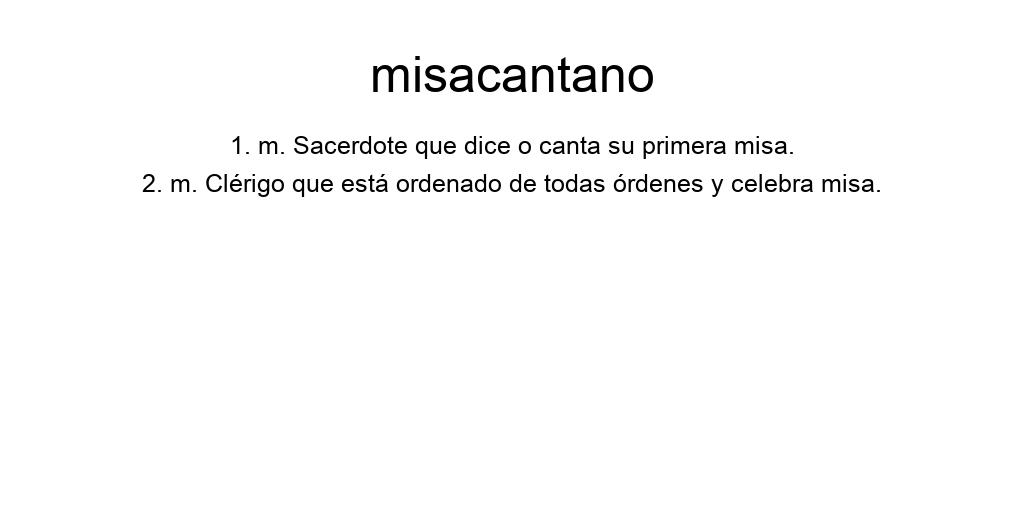 misacantano
1. m. Sacerdote que dice o canta su primera misa.
2. m. Clérigo que está ordenado de todas órdenes y celebra misa.